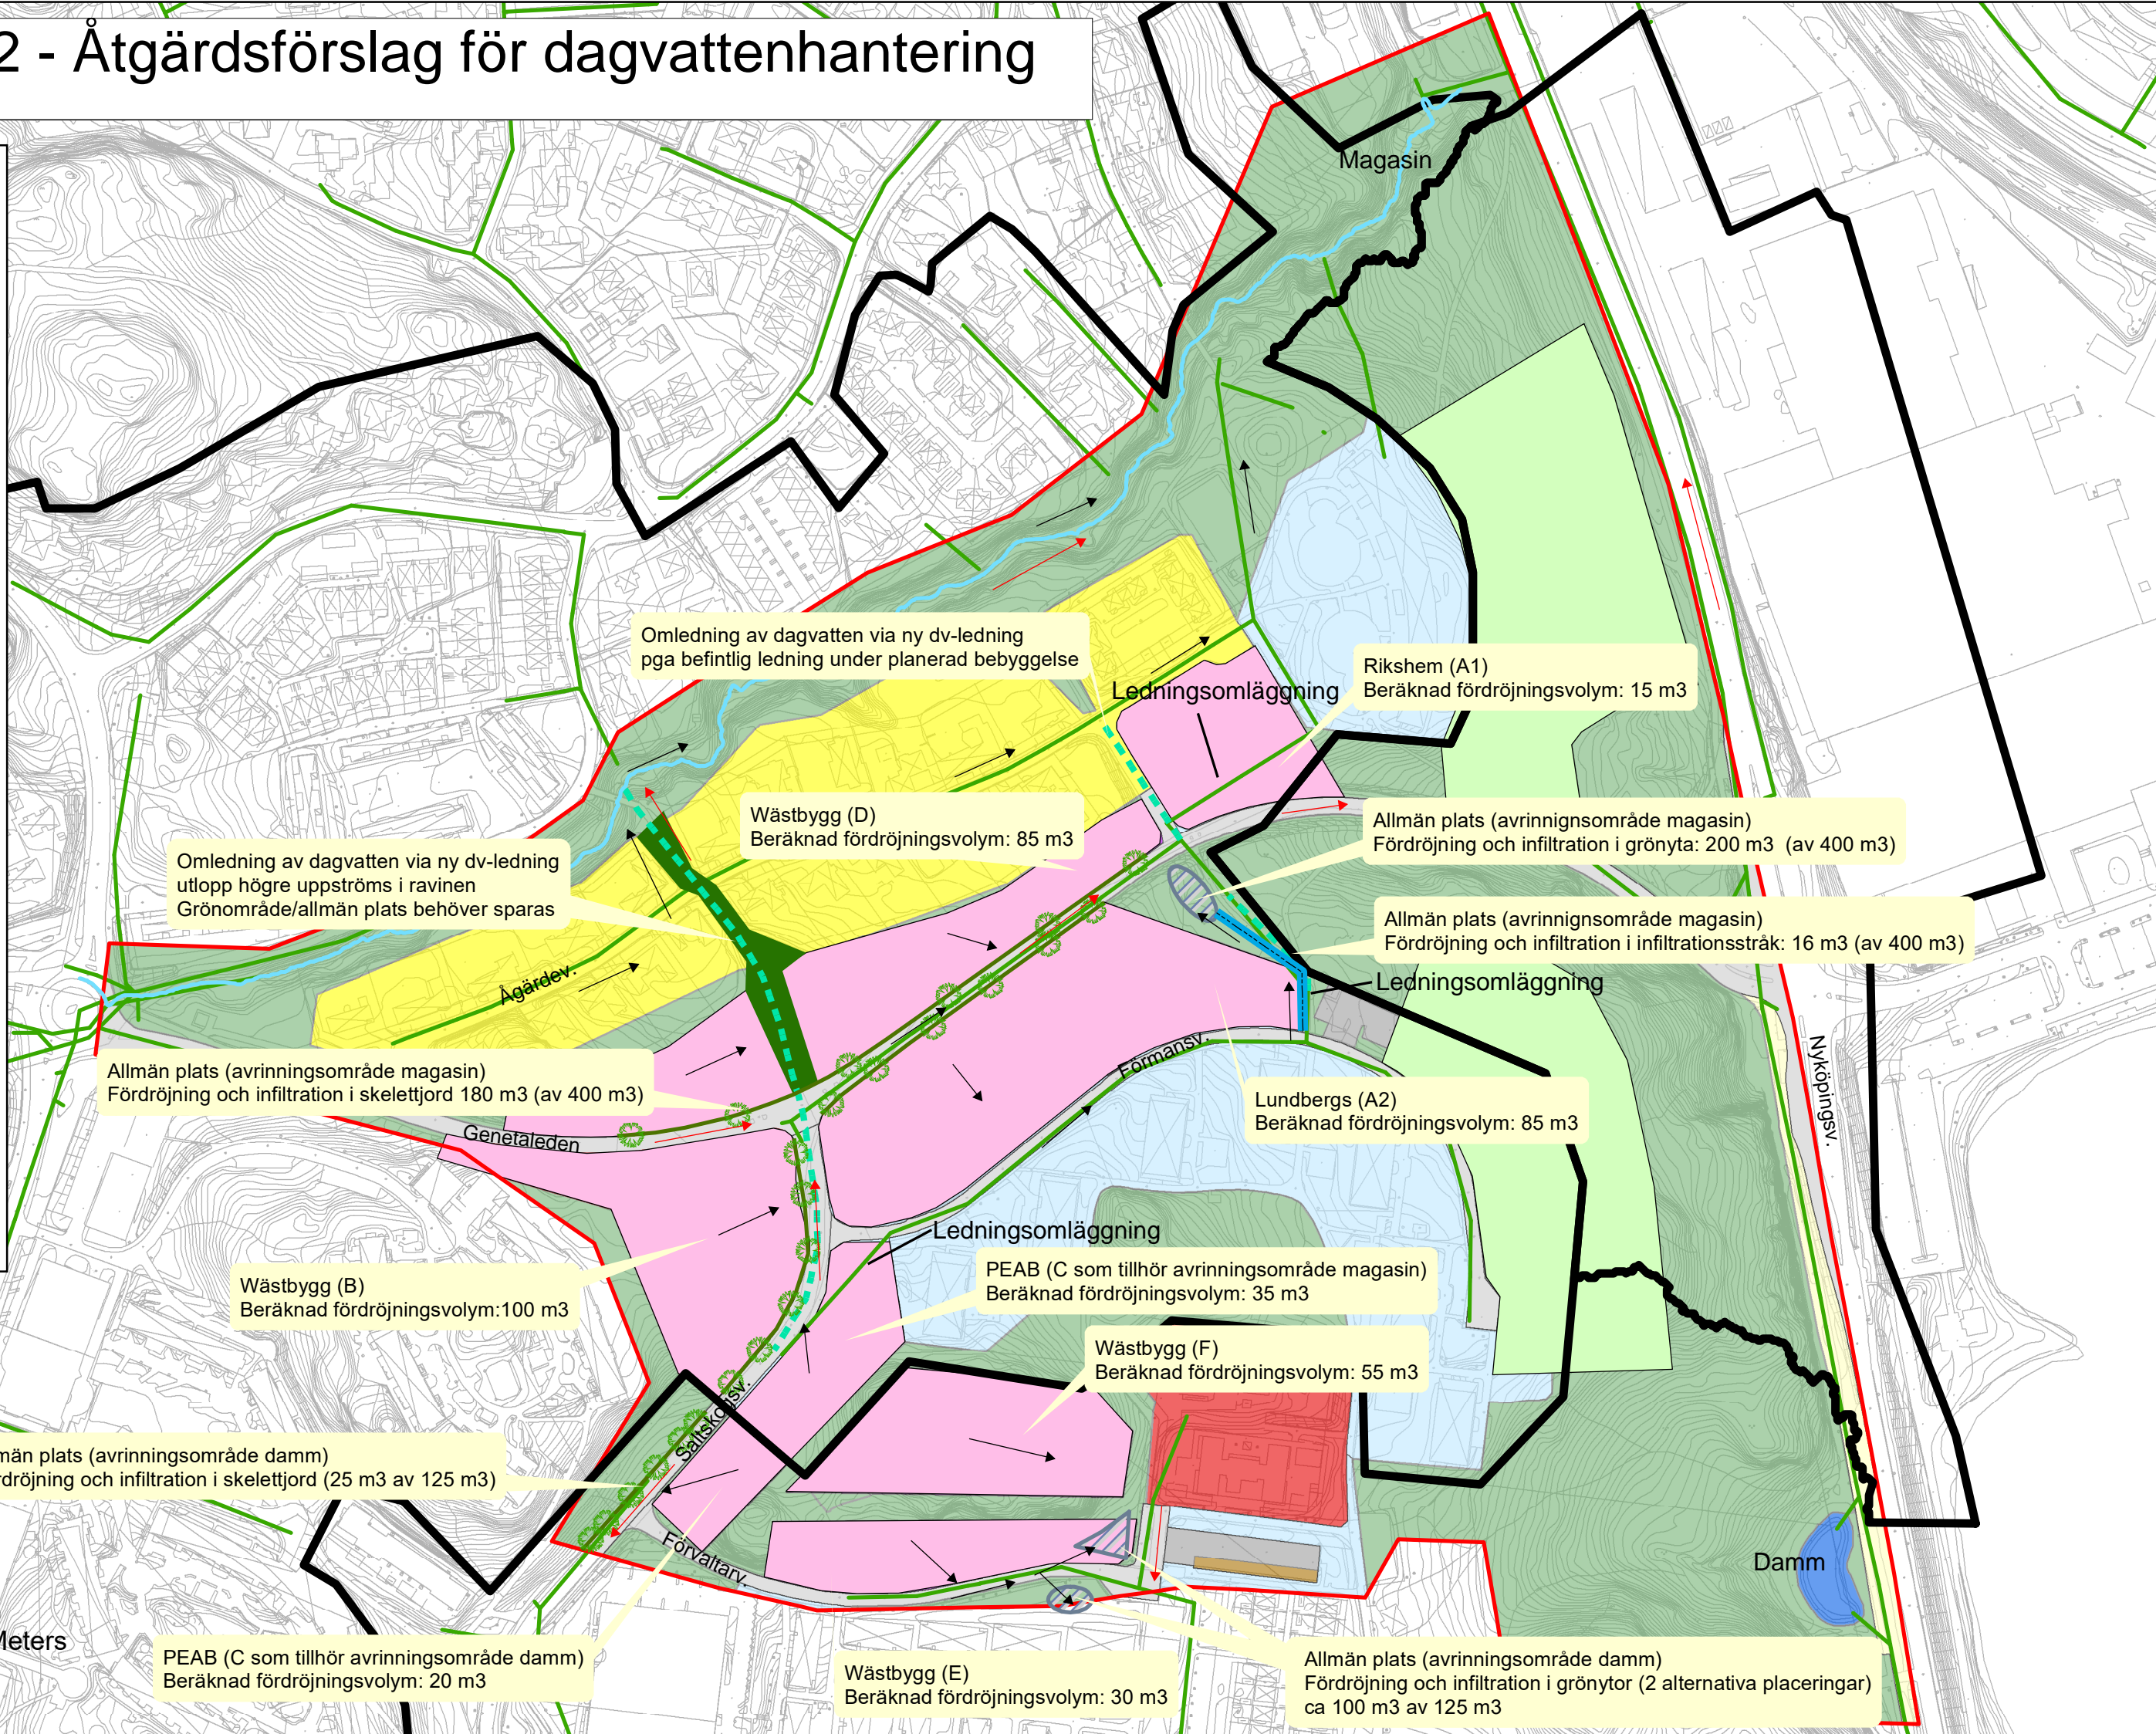 2 - Åtgärdsförslag för dagvattenhantering
Magasin
Omledning av dagvatten via ny dv-ledning
pga befintlig ledning under planerad bebyggelse
Ledningsomläggning
Rikshem (A1)
Beräknad fördröjningsvolym: 15 m3
Wästbygg (D)
Beräknad fördröjningsvolym: 85 m3
Allmän plats (avrinnignsområde magasin)
Fördröjning och infiltration i grönyta: 200 m3 (av 400 m3)
Omledning av dagvatten via ny dv-ledning
utlopp högre uppströms i ravinen
Grönområde/allmän plats behöver sparas
Allmän plats (avrinnignsområde magasin)
Fördröjning och infiltration i infiltrationsstråk: 16 m3 (av 400 m3)
Ågärdev.
Ledningsomläggning
Förmansv.
Nyköpingsv.
Allmän plats (avrinningsområde magasin)
Fördröjning och infiltration i skelettjord 180 m3 (av 400 m3)
Lundbergs (A2)
Beräknad fördröjningsvolym: 85 m3
Genetaleden
Ledningsomläggning
Wästbygg (B)
Beräknad fördröjningsvolym:100 m3
PEAB (C som tillhör avrinningsområde magasin)
Beräknad fördröjningsvolym: 35 m3
Wästbygg (F)
Beräknad fördröjningsvolym: 55 m3
Saltskogsv.
män plats (avrinningsområde damm)
rdröjning och infiltration i skelettjord (25 m3 av 125 m3)
Förvaltarv.
Damm
Meters
PEAB (C som tillhör avrinningsområde damm)
Beräknad fördröjningsvolym: 20 m3
Wästbygg (E)
Beräknad fördröjningsvolym: 30 m3
Allmän plats (avrinningsområde damm)
Fördröjning och infiltration i grönytor (2 alternativa placeringar)
ca 100 m3 av 125 m3